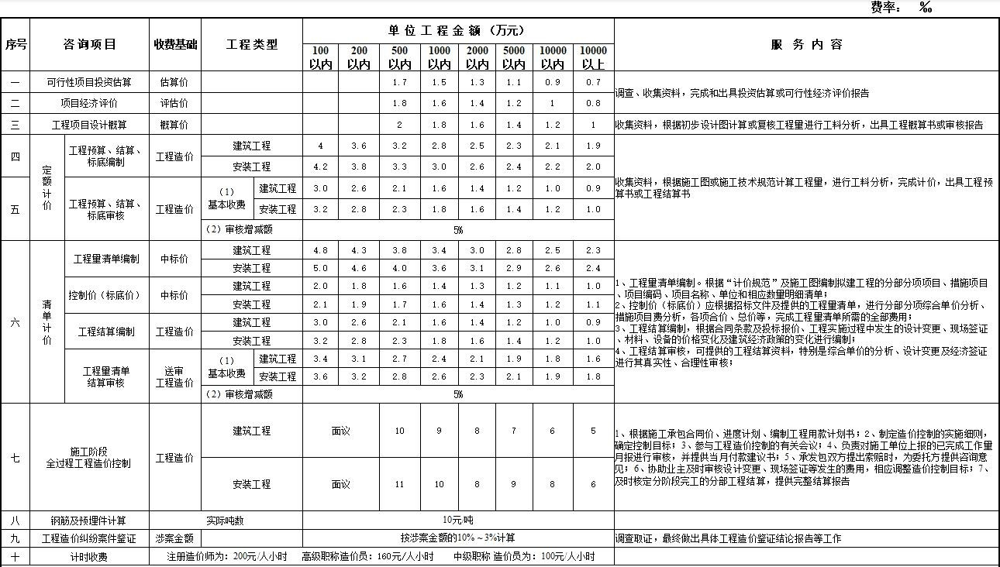 费率： ‰
序号 咨询项目 收费基础 工程类型 单位工程金额（万元） 服务内容
100以内 200以内 500以内 1000以内 2000以内 5000以内 10000以内 10000以上
一 可行性项目投资估算 估算价 1.7 1.5 1.3 1.1 0.9 0.7
调查、收集资料，完成和出具投资估算或可行性经济评价报告
二 项目经济评价 评估价 1.8 1.6 1.4 1.2 1 0.8
三 工程项目设计概算 概算价 2 1.8 1.6 1.4 1.2 1 收集资料，根据初步设计图计算或复核工程量进行工料分析，出具工程概算书或审核报告
定额计价
四 工程预算、结算、
标底编制 工程造价 建筑工程 4 3.6 3.2 2.8 2.5 2.3 2.1 1.9
安装工程 4.2 3.8 3.3 3.0 2.6 2.4 2.2 2.0
收集资料，根据施工图或施工技术规范计算工程量，进行工料分析，完成计价，出具工程预
算书或工程结算书
五 工程预算、结算、
标底审核 工程造价 （1）
基本收费 建筑工程 3.0 2.6 2.1 1.6 1.4 1.2 1.0 0.9
安装工程 3.2 2.8 2.3 1.8 1.6 1.4 1.2 1.0
（2）审核增减额 5%
六 清单计价
工程量清单编制 中标价 建筑工程 4.8 4.3 3.8 3.4 3.0 2.8 2.5 2.3
安装工程 5.0 4.6 4.0 3.6 3.1 2.9 2.6 2.4
控制价（标底价） 中标价 建筑工程 2.0 1.8 1.6 1.4 1.3 1.2 1.1 1.0
安装工程 2.1 1.9 1.7 1.6 1.4 1.3 1.2 1.1
工程结算编制 工程造价 建筑工程 3.0 2.6 2.1 1.6 1.4 1.2 1.0 0.9
安装工程 3.2 2.8 2.3 1.8 1.6 1.4 1.2 1.0
工程量清单
结算审核 送审
工程造价 （1）
基本收费 建筑工程 3.4 3.1 2.7 2.4 2.1 1.9 1.8 1.6
安装工程 3.6 3.2 2.8 2.6 2.3 2.1 1.9 1.8
（2）审核增减额 5%
1、工程量清单编制。根据“计价规范”及施工图编制拟建工程的分部分项项目、措施项目
、项目编码、项目名称、单位和相应数量明细清单；
2、控制价（标底价）应根据招标文件及提供的工程量清单，进行分部分项综合单价分析、
措施项目费分析，各项合价、总价等，完成工程量清单所需的全部费用；
3、工程结算编制，根据合同条款及投标报价、工程实施过程中发生的设计变更、现场签证
、材料、设备的价格变化及建筑经济政策的变化进行编制；
4、工程结算审核，可提供的工程结算资料，特别是综合单价的分析、设计变更及经济签证
进行其真实性、合理性审核；
七 施工阶段
全过程工程造价控制 工程造价 建筑工程 面议 10 9 8 7 6 5
安装工程 面议 11 10 8 9 8 6
1、根据施工承包合同价、进度计划、编制工程用款计划书；2、制定造价控制的实施细则，
确定控制目标；3、参与工程造价控制的有关会议；4、负责对施工单位上报的已完成工作量
月报进行审核，并提供当月付款建议书；5、承发包双方提出索赔时，为委托方提供咨询意
见；6、协助业主及时审核设计变更、现场签证等发生的费用，相应调整造价控制目标；7、
及时核定分阶段完工的分部工程结算，提供完整结算报告
八 钢筋及预埋件计算 实际吨数 10元/吨
九 工程造价纠纷案件鉴证 涉案金额 按涉案金额的10%～3%计算 调查取证，最终做出具体工程造价鉴证结论报告等工作
十 计时收费 注册造价师为：200元/人小时 高级职称造价员：160元/人小时 中级职称 造价员为：100元/人小时